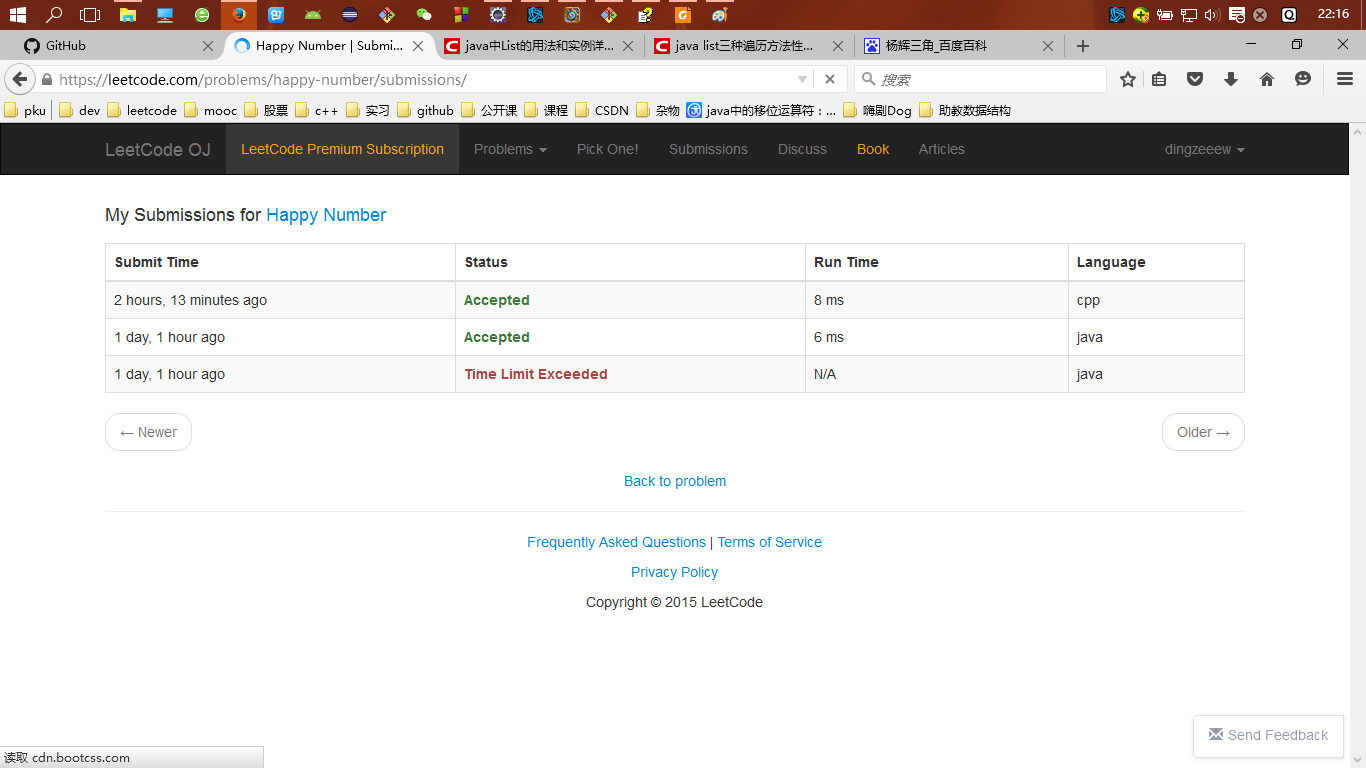 22:16
GitHub
Happy Number | Submi...
java中List的用法和实例详...
java list三种遍历方法性...
杨辉三角_百度百科
https://leetcode.com/problems/happy-number/submissions/
搜索
pku dev leetcode mooc 股票 c++ 实习 github 公开课 课程 CSDN 杂物 java中的移位运算符：... 嗨剧Dog 助教数据结构
LeetCode OJ LeetCode Premium Subscription Problems Pick One! Submissions Discuss Book Articles dingzeeew
My Submissions for Happy Number
Submit Time Status Run Time Language
2 hours, 13 minutes ago Accepted 8 ms cpp
1 day, 1 hour ago Accepted 6 ms java
1 day, 1 hour ago Time Limit Exceeded N/A java
← Newer Older →
Back to problem
Frequently Asked Questions | Terms of Service
Privacy Policy
Copyright © 2015 LeetCode
Send Feedback
读取 cdn.bootcss.com